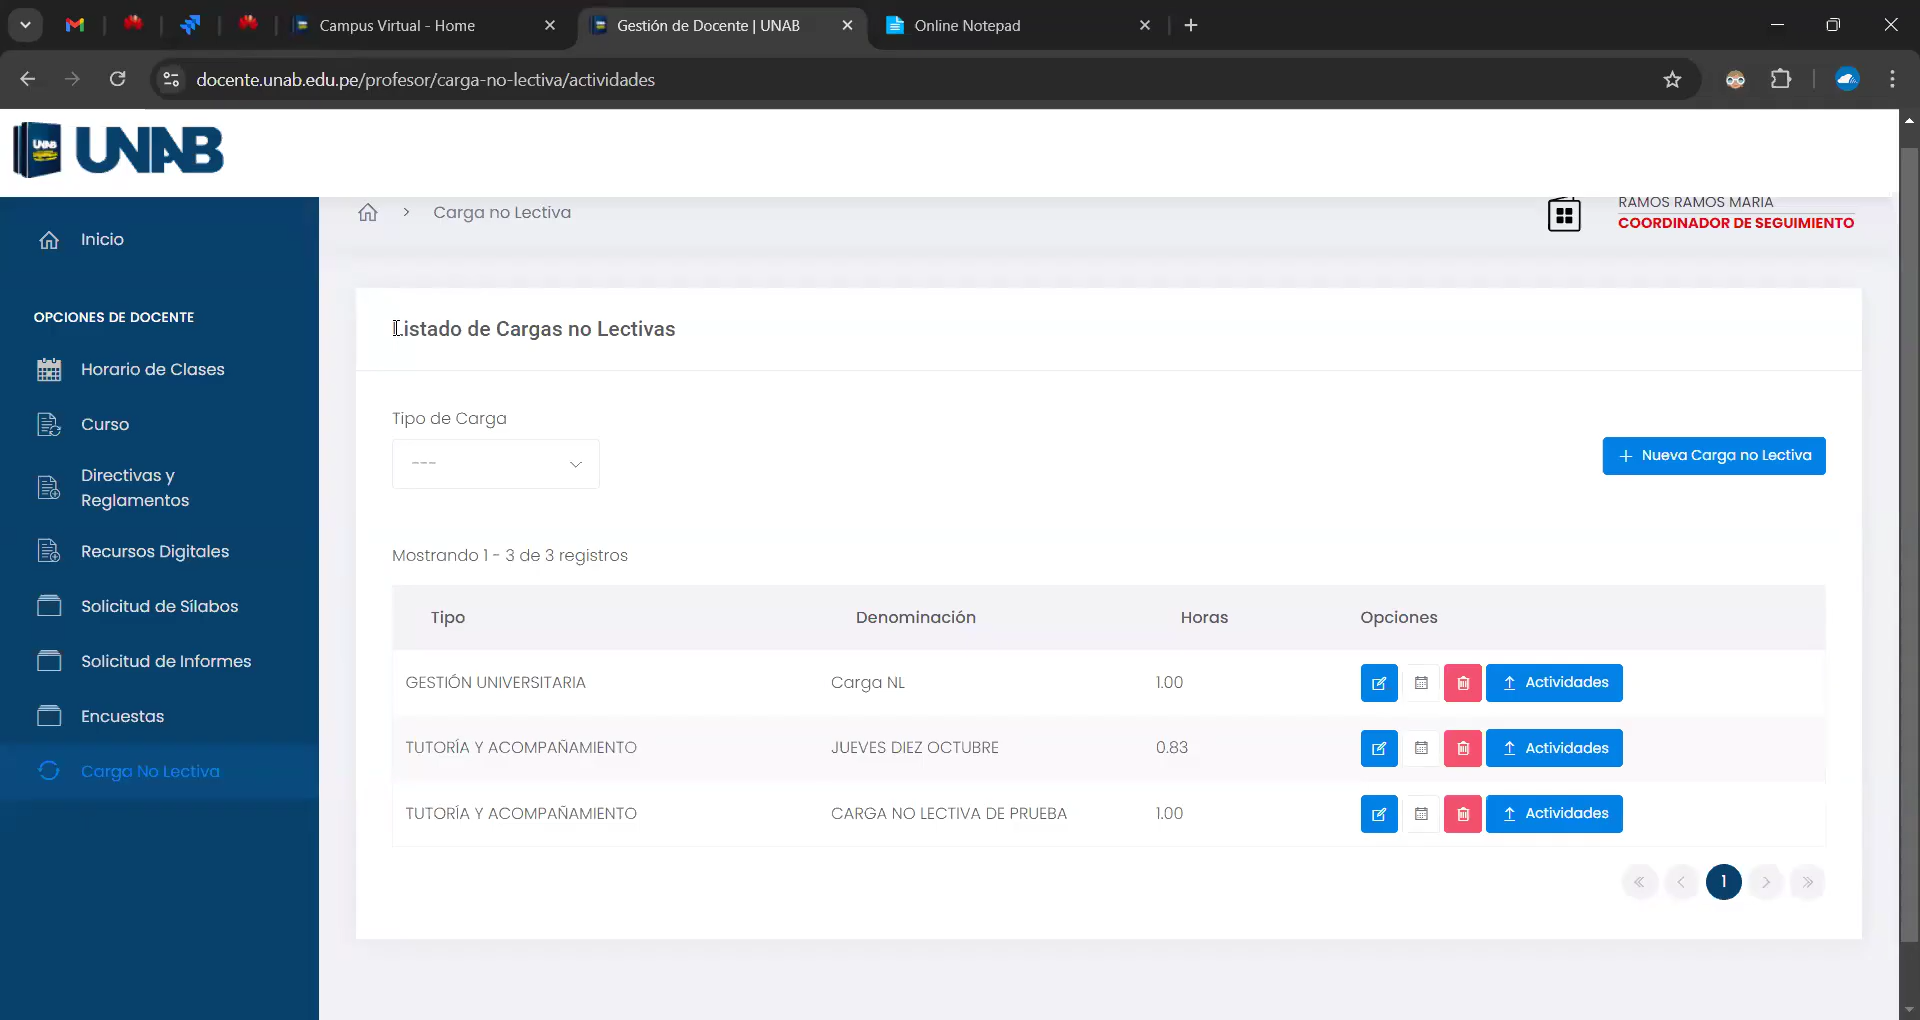 Campus Virtual - Home
Gestión de Docente | UNAB
Online Notepad
docente.unab.edu.pe/profesor/carga-no-lectiva/actividades
UNAB
UNAB
Carga no Lectiva
RAMOS RAMOS MARIA
COORDINADOR DE SEGUIMIENTO
Inicio
OPCIONES DE DOCENTE
Horario de Clases
Curso
Directivas y
Reglamentos
Recursos Digitales
Solicitud de Sílabos
Solicitud de Informes
Encuestas
Carga No Lectiva
Listado de Cargas no Lectivas
Tipo de Carga
---
Nueva Carga no Lectiva
Mostrando 1 - 3 de 3 registros
Tipo Denominación Horas Opciones
GESTIÓN UNIVERSITARIA Carga NL 1.00 Actividades
TUTORÍA Y ACOMPAÑAMIENTO JUEVES DIEZ OCTUBRE 0.83 Actividades
TUTORÍA Y ACOMPAÑAMIENTO CARGA NO LECTIVA DE PRUEBA 1.00 Actividades
1